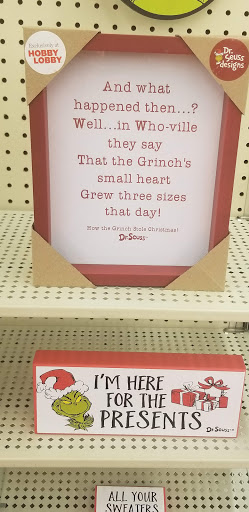 Exclusively at
HOBBY
LOBBY
Dr.
Seuss
designs
And what
happened then...?
Well...in Who-ville
they say
That the Grinch's
small heart
Grew three sizes
that day!
How the Grinch Stole Christmas!
Dr. Seuss
I'M HERE
FOR THE
PRESENTS
Dr. Seuss
ALL YOUR
SWEATERS